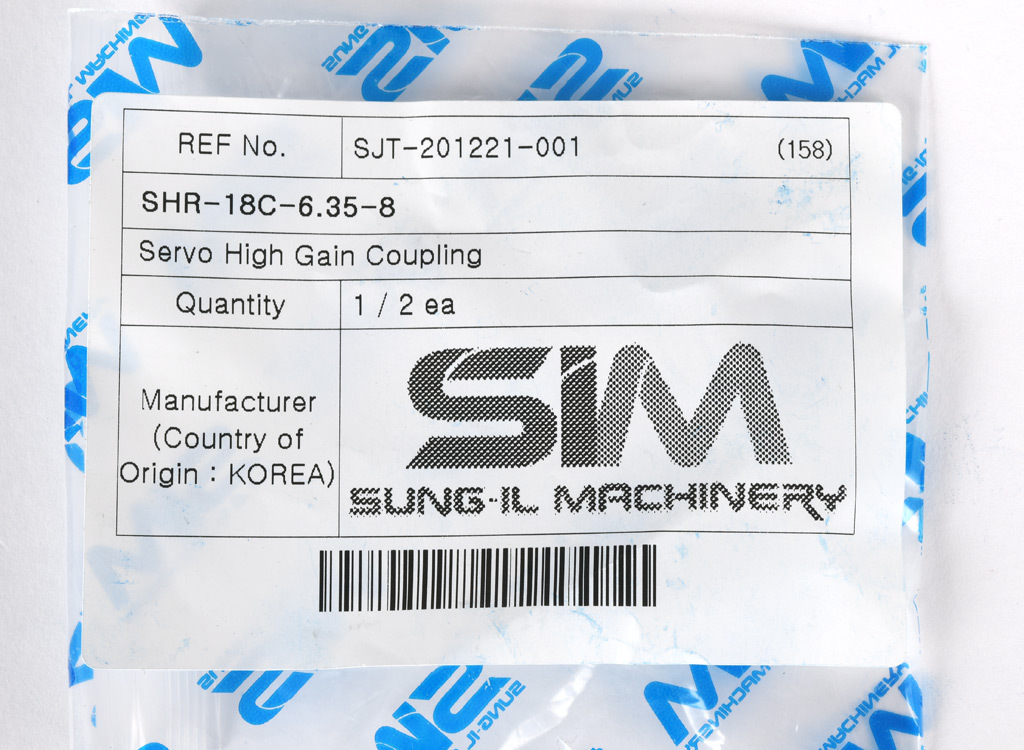 REF No. SJT-201221-001 (158)
SHR-18C-6.35-8
Servo High Gain Coupling
Quantity 1 / 2 ea
Manufacturer
(Country of
Origin : KOREA)
SIM
SUNG-IL MACHINERY